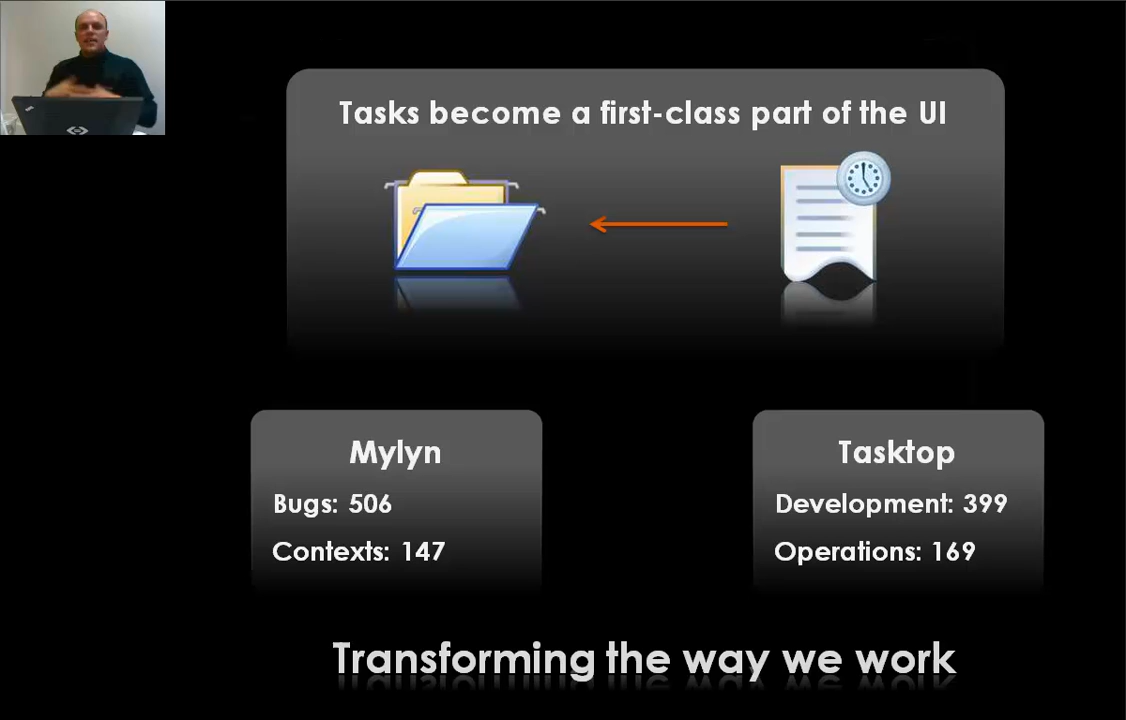 Tasks become a first-class part of the UI
Mylyn
Bugs: 506
Contexts: 147
Tasktop
Development: 399
Operations: 169
Transforming the way we work